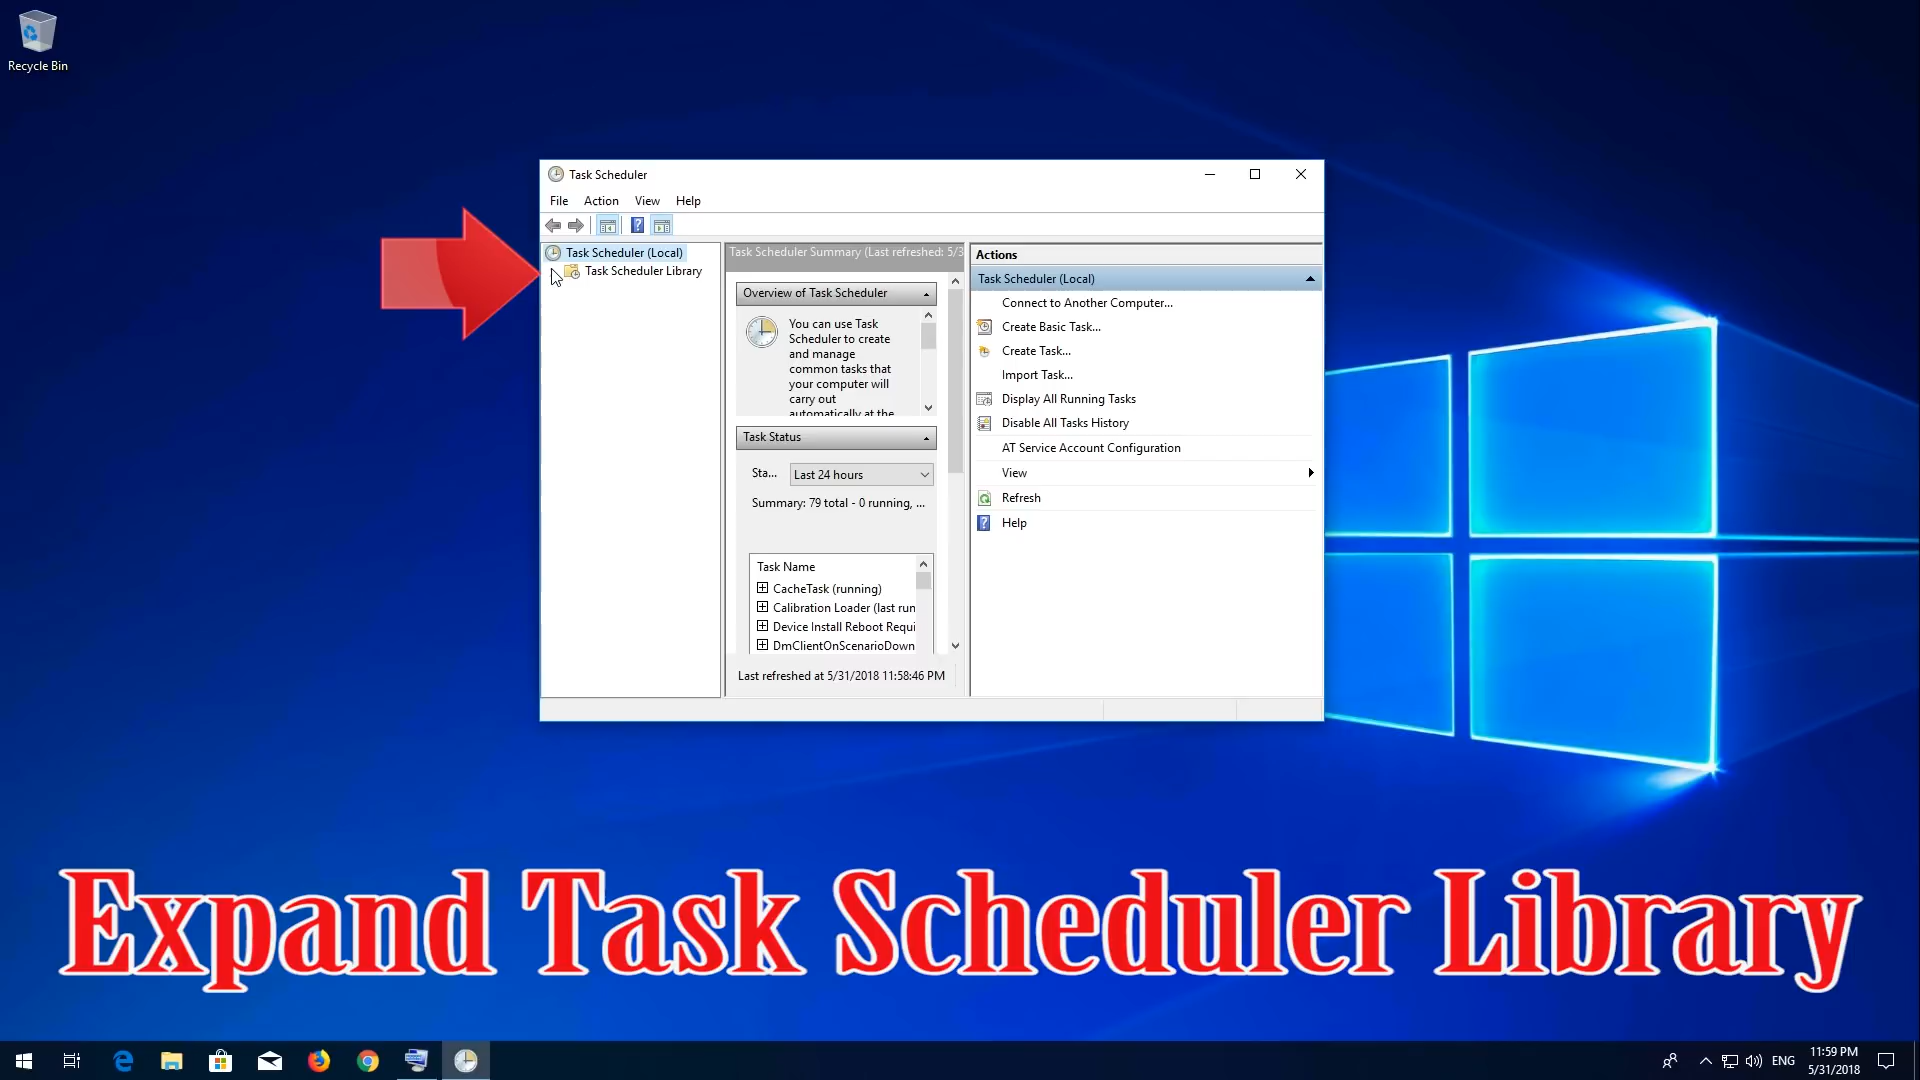 Recycle Bin
Task Scheduler
File Action View Help
Task Scheduler (Local)
Task Scheduler Library
Task Scheduler Summary (Last refreshed: 5/3
Overview of Task Scheduler
You can use Task
Scheduler to create
and manage
common tasks that
your computer will
carry out
automatically at the
Task Status
Sta... Last 24 hours
Summary: 79 total - 0 running, ...
Task Name
CacheTask (running)
Calibration Loader (last run
Device Install Reboot Requi
DmClientOnScenarioDown
Last refreshed at 5/31/2018 11:58:46 PM
Actions
Task Scheduler (Local)
Connect to Another Computer...
Create Basic Task...
Create Task...
Import Task...
Display All Running Tasks
Disable All Tasks History
AT Service Account Configuration
View
Refresh
Help
Expand Task Scheduler Library
ENG
11:59 PM
5/31/2018